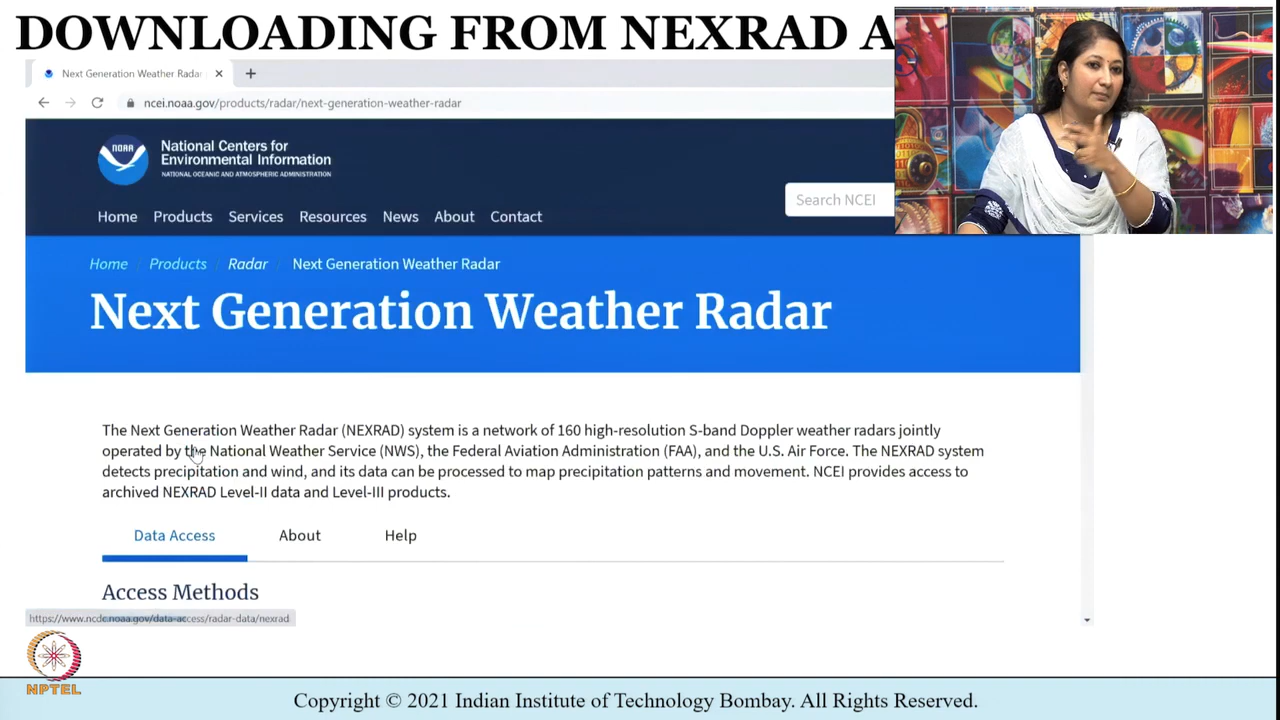 DOWNLOADING FROM NEXRAD A
Next Generation Weather Radar
ncei.noaa.gov/products/radar/next-generation-weather-radar
NOAA
National Centers for
Environmental Information
NATIONAL OCEANIC AND ATMOSPHERIC ADMINISTRATION
Search NCEI
Home Products Services Resources News About Contact
Home / Products / Radar / Next Generation Weather Radar
Next Generation Weather Radar
The Next Generation Weather Radar (NEXRAD) system is a network of 160 high-resolution S-band Doppler weather radars jointly
operated by the National Weather Service (NWS), the Federal Aviation Administration (FAA), and the U.S. Air Force. The NEXRAD system
detects precipitation and wind, and its data can be processed to map precipitation patterns and movement. NCEI provides access to
archived NEXRAD Level-II data and Level-III products.
Data Access About Help
Access Methods
https://www.ncdc.noaa.gov/data-access/radar-data/nexrad
NPTEL
Copyright © 2021 Indian Institute of Technology Bombay. All Rights Reserved.